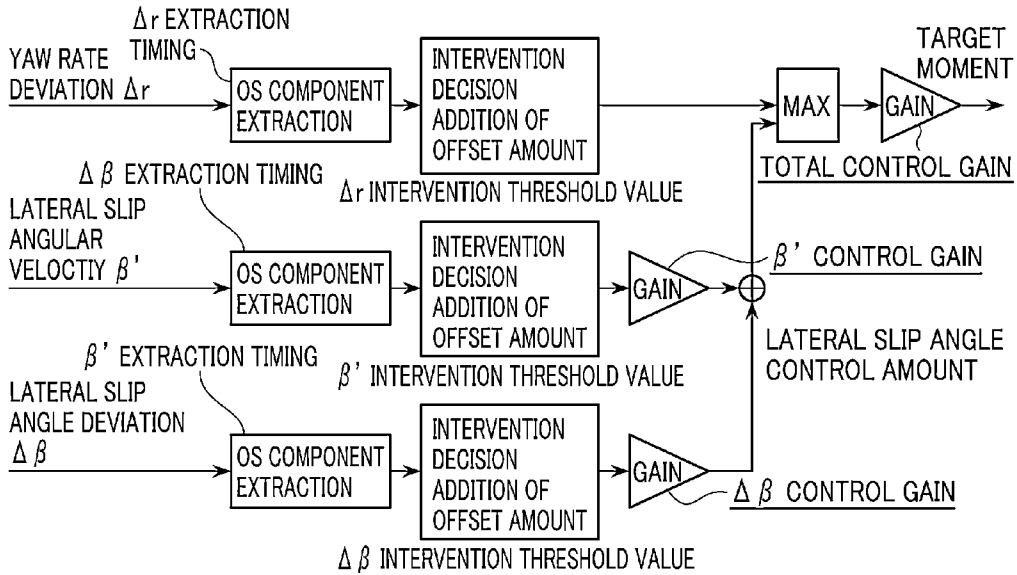 Δr EXTRACTION
TIMING
YAW RATE
DEVIATION Δr
OS COMPONENT
EXTRACTION
INTERVENTION
DECISION
ADDITION OF
OFFSET AMOUNT
Δr INTERVENTION THRESHOLD VALUE
MAX
GAIN
TARGET
MOMENT
TOTAL CONTROL GAIN
Δβ EXTRACTION TIMING
LATERAL SLIP
ANGULAR
VELOCTIY β'
OS COMPONENT
EXTRACTION
INTERVENTION
DECISION
ADDITION OF
OFFSET AMOUNT
β' INTERVENTION THRESHOLD VALUE
GAIN
β' CONTROL GAIN
LATERAL SLIP ANGLE
CONTROL AMOUNT
β' EXTRACTION TIMING
LATERAL SLIP
ANGLE DEVIATION
Δβ
OS COMPONENT
EXTRACTION
INTERVENTION
DECISION
ADDITION OF
OFFSET AMOUNT
Δβ INTERVENTION THRESHOLD VALUE
GAIN
Δβ CONTROL GAIN